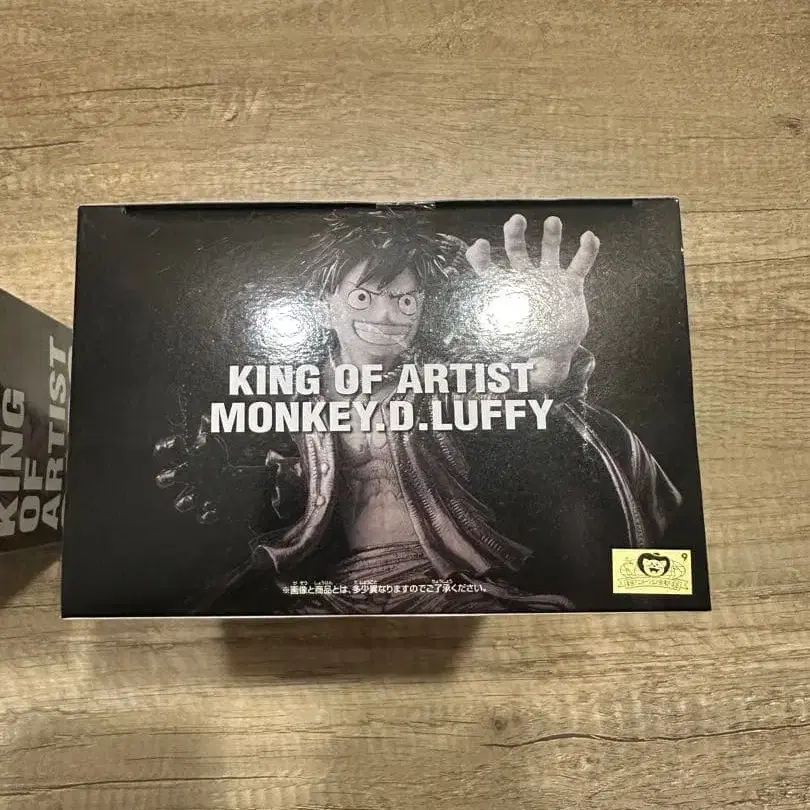 KING OF ARTIST
MONKEY.D.LUFFY
※画像と商品とは、多少異なりますのでご了承ください。
9
KING
OF
ARTIST